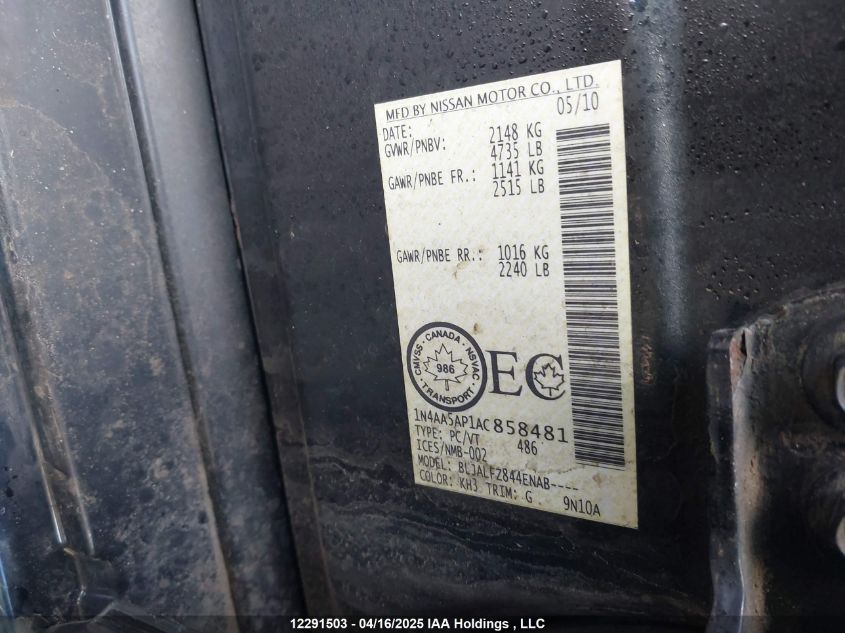 MFD BY NISSAN MOTOR CO., LTD.
DATE: 05/10
GVWR/PNBV: 2148 KG
4735 LB
GAWR/PNBE FR.: 1141 KG
2515 LB
GAWR/PNBE RR.: 1016 KG
2240 LB
CANADA · NSVAC · TRANSPORT · CMVSS ·
986
EC
1N4AA5AP1AC858481
TYPE: PC/VT 486
ICES/NMB-002
MODEL: BLJALFZ844ENAB----
COLOR: KH3 TRIM: G 9N10A
12291503 - 04/16/2025 IAA Holdings , LLC